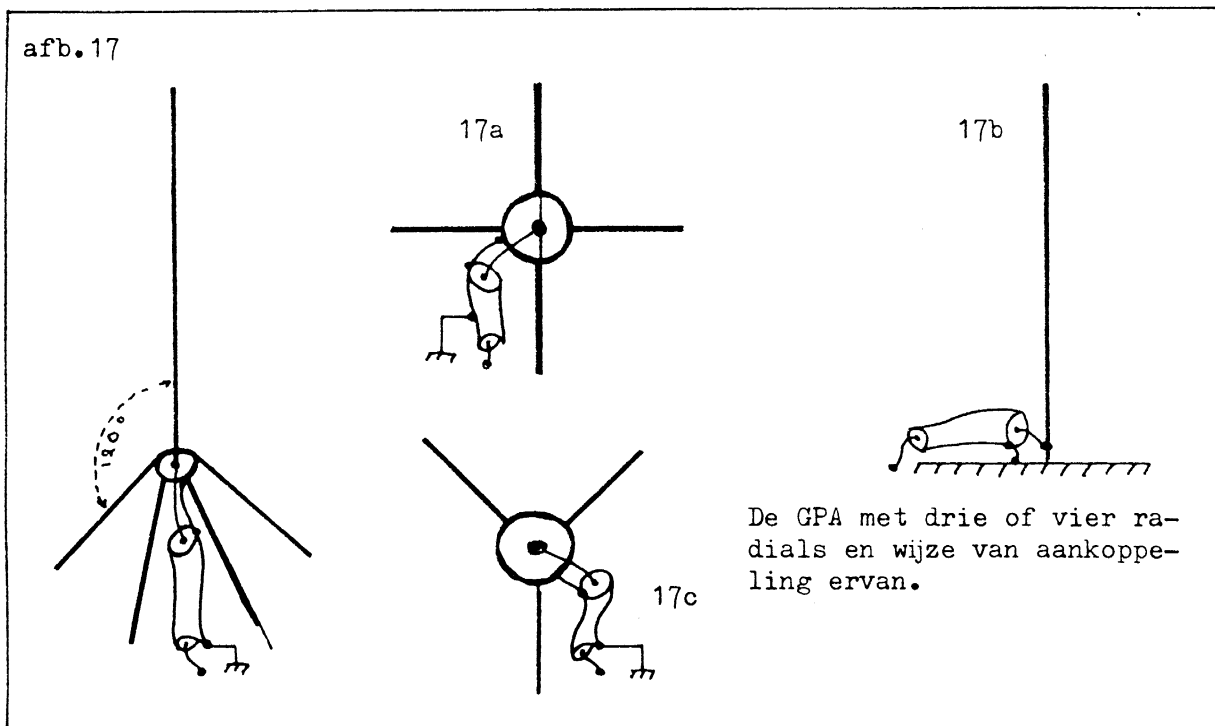 afb.17
17a
17b
120°
17c
De GPA met drie of vier ra-
dials en wijze van aankoppe-
ling ervan.